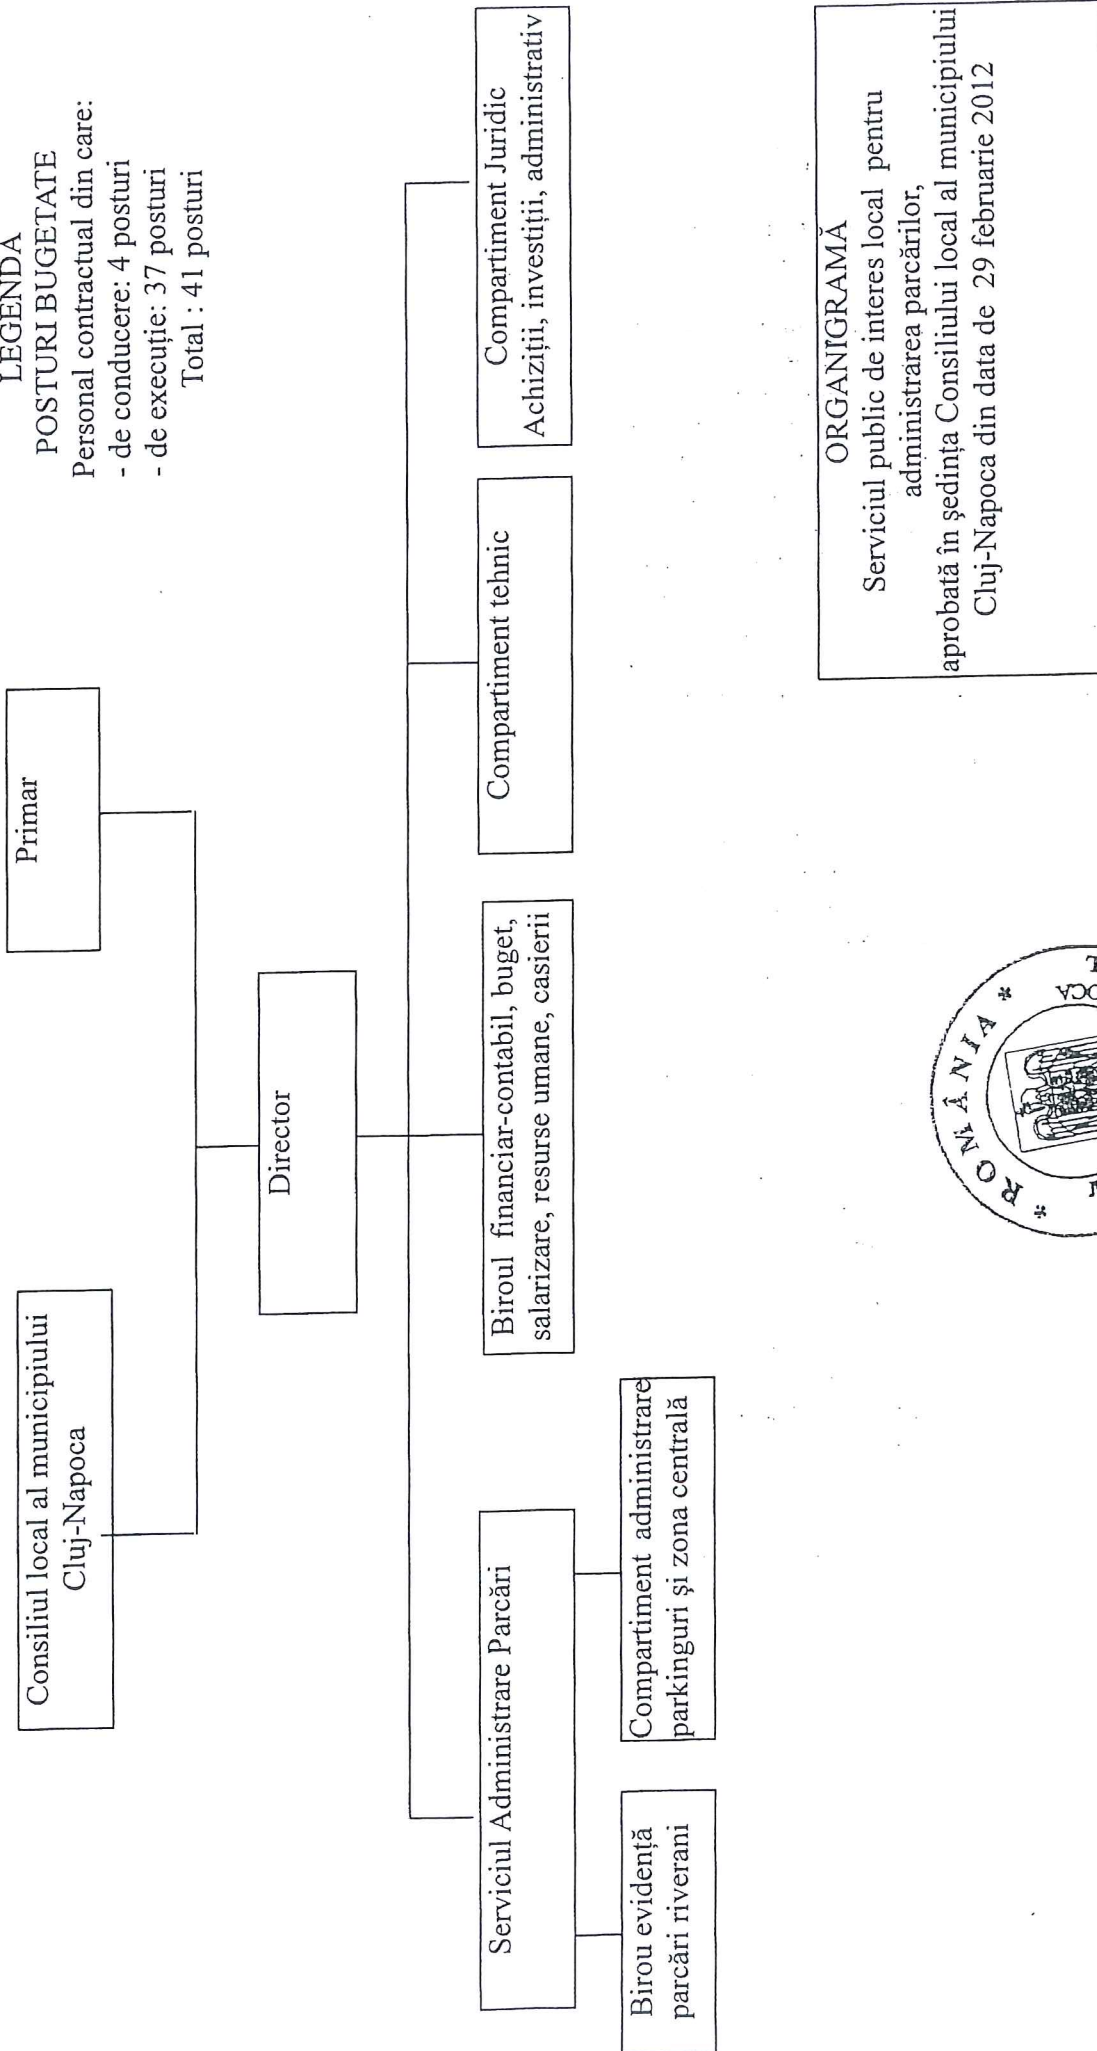 LEGENDA
POSTURI BUGETATE
Personal contractual din care:
- de conducere: 4 posturi
- de execuție: 37 posturi
Total : 41 posturi
Consiliul local al municipiului
Cluj-Napoca
Primar
Director
Serviciul Administrare Parcări
Biroul financiar-contabil, buget,
salarizare, resurse umane, casierii
Compartiment tehnic
Compartiment Juridic
Achiziții, investiții, administrativ
Birou evidență
parcări riverani
Compartiment administrare
parkinguri și zona centrală
ORGANIGRAMĂ
Serviciul public de interes local pentru
administrarea parcărilor,
aprobată în ședința Consiliului local al municipiului
Cluj-Napoca din data de 29 februarie 2012
* ROMÂNIA *